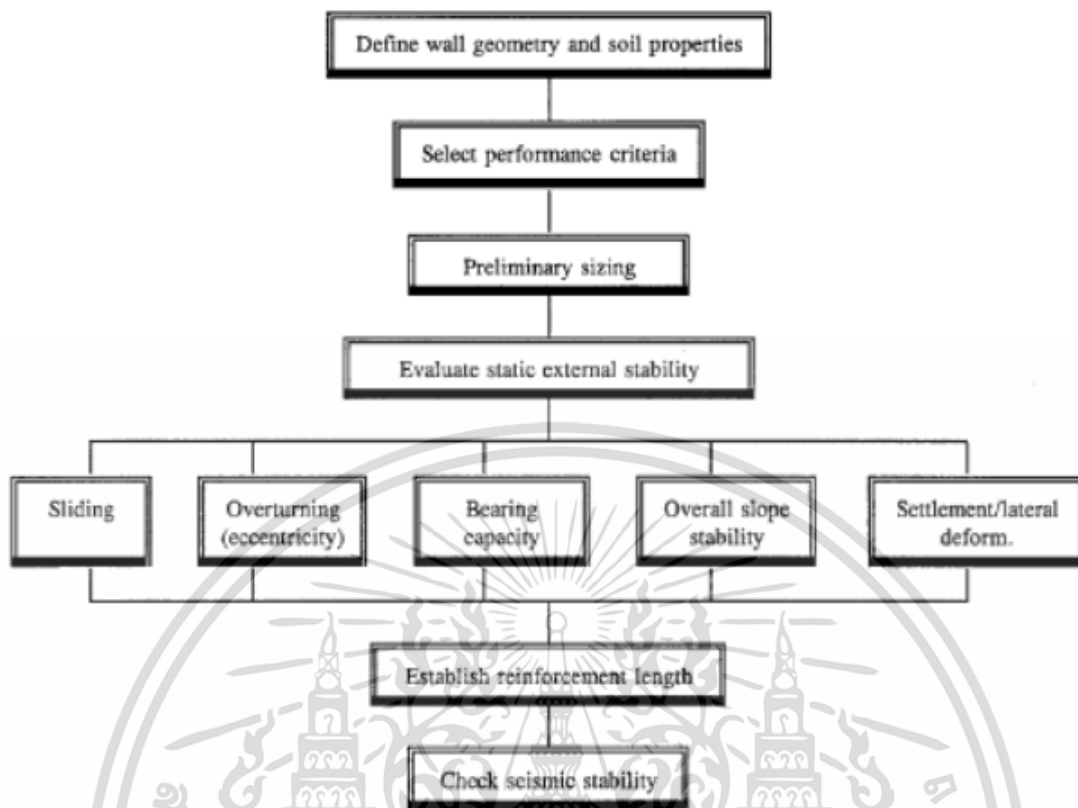 Define wall geometry and soil properties
Select performance criteria
Preliminary sizing
Evaluate static external stability
Sliding
Overturning
(eccentricity)
Bearing
capacity
Overall slope
stability
Settlement/lateral
deform.
Establish reinforcement length
Check seismic stability